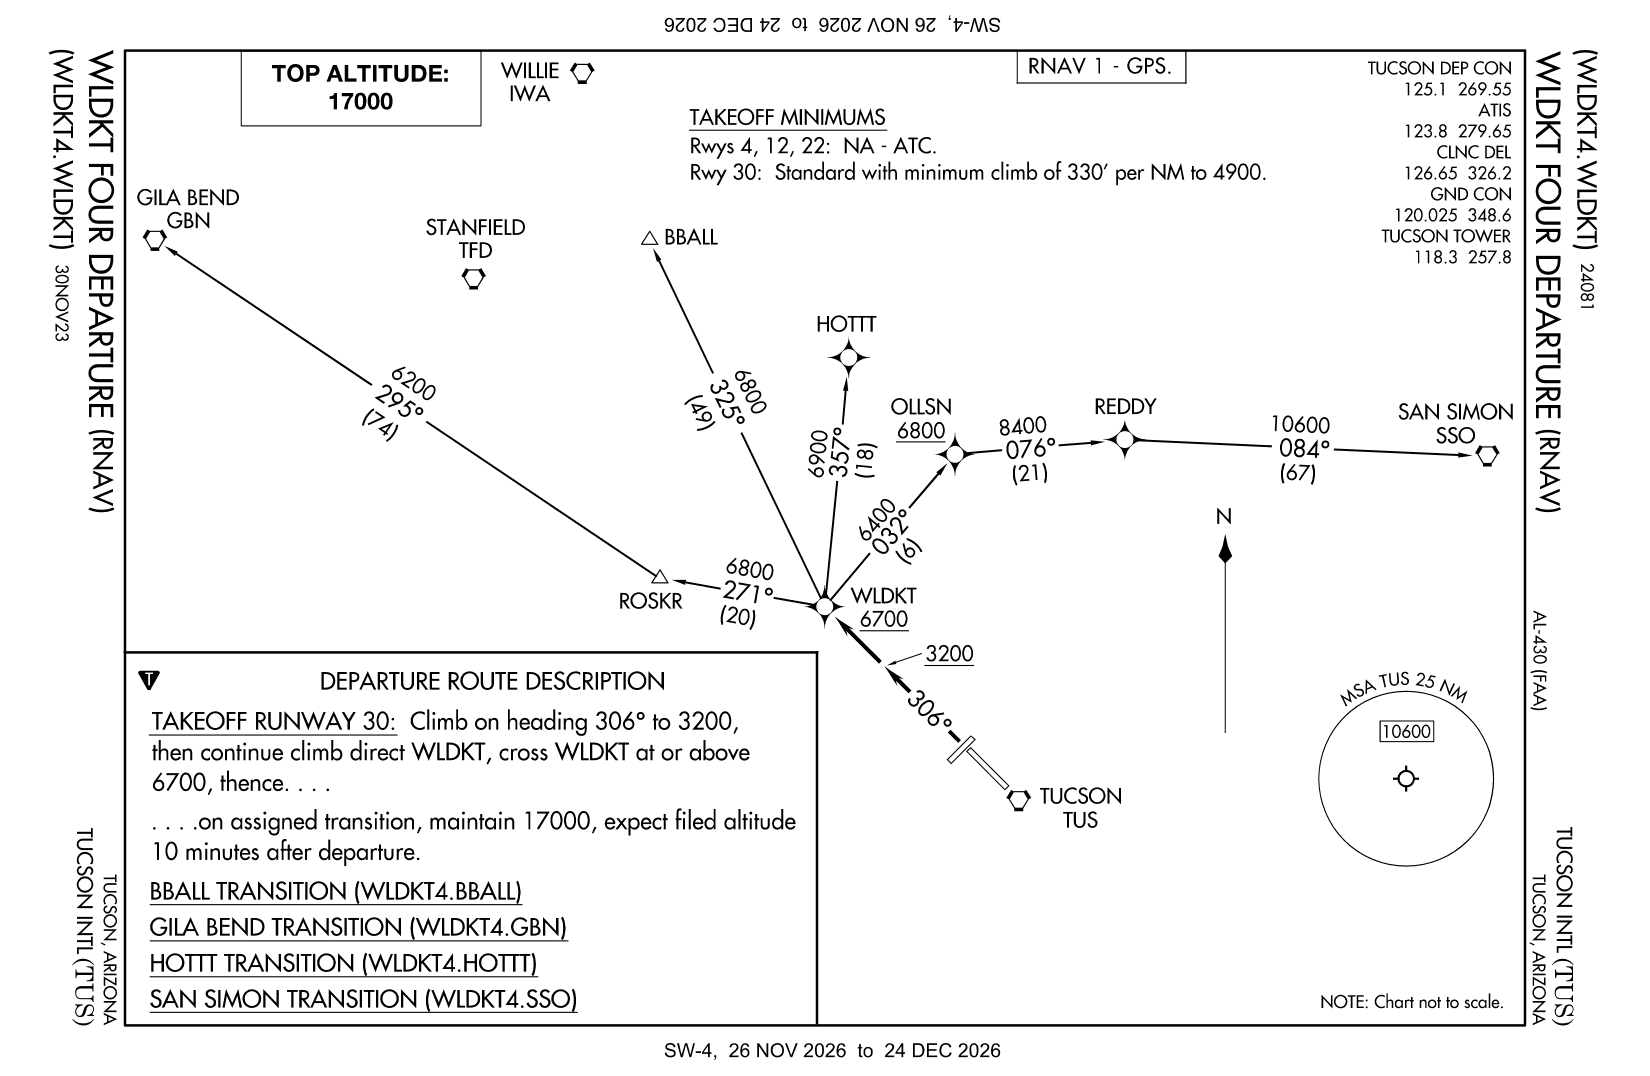 SW-4, 26 NOV 2026 to 24 DEC 2026
(WLDKT4.WLDKT) 30NOV23
WLDKT FOUR DEPARTURE (RNAV)
TUCSON, ARIZONA
TUCSON INTL (TUS)
TOP ALTITUDE:
17000
WILLIE
IWA
RNAV 1 - GPS.
TAKEOFF MINIMUMS
Rwys 4, 12, 22: NA - ATC.
Rwy 30: Standard with minimum climb of 330' per NM to 4900.
TUCSON DEP CON
125.1 269.55
ATIS
123.8 279.65
CLNC DEL
126.65 326.2
GND CON
120.025 348.6
TUCSON TOWER
118.3 257.8
GILA BEND
GBN
STANFIELD
TFD
BBALL
HOTTT
OLLSN
6800
REDDY
SAN SIMON
SSO
6200
295°
(74)
6800
325°
(49)
6900
357°
(18)
6400
032°
(6)
8400
076°
(21)
10600
084°
(67)
ROSKR
6800
271°
(20)
WLDKT
6700
3200
306°
TUCSON
TUS
N
MSA TUS 25 NM
10600
T
DEPARTURE ROUTE DESCRIPTION
TAKEOFF RUNWAY 30: Climb on heading 306° to 3200,
then continue climb direct WLDKT, cross WLDKT at or above
6700, thence. . . .
. . . .on assigned transition, maintain 17000, expect filed altitude
10 minutes after departure.
BBALL TRANSITION (WLDKT4.BBALL)
GILA BEND TRANSITION (WLDKT4.GBN)
HOTTT TRANSITION (WLDKT4.HOTTT)
SAN SIMON TRANSITION (WLDKT4.SSO)
NOTE: Chart not to scale.
(WLDKT4.WLDKT) 24081
WLDKT FOUR DEPARTURE (RNAV)
AL-430 (FAA)
TUCSON INTL (TUS)
TUCSON, ARIZONA
SW-4, 26 NOV 2026 to 24 DEC 2026